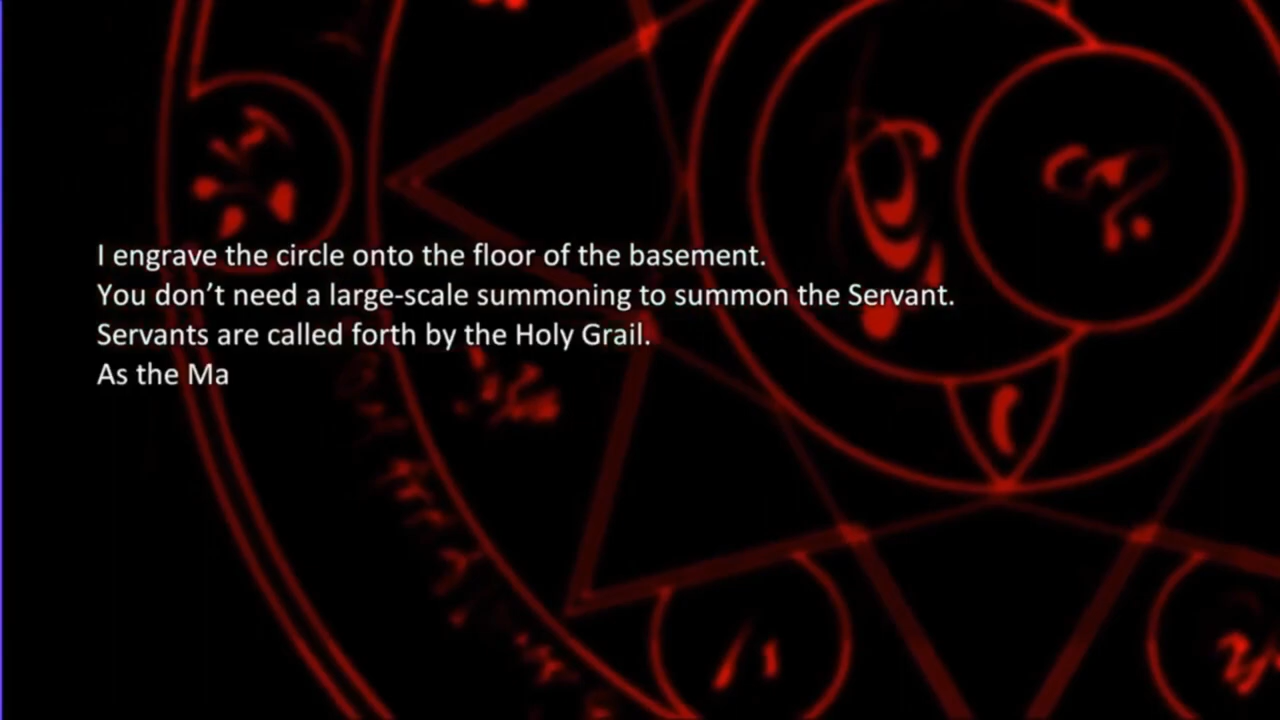 I engrave the circle onto the floor of the basement.
You don’t need a large-scale summoning to summon the Servant.
Servants are called forth by the Holy Grail.
As the Ma